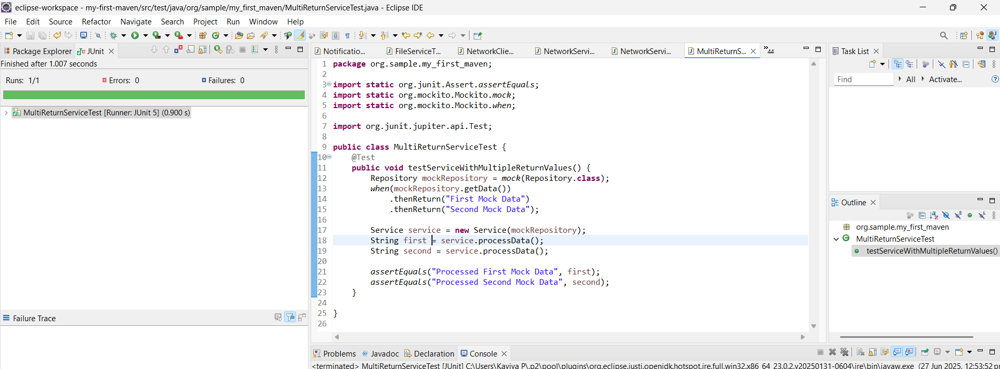 eclipse-workspace - my-first-maven/src/test/java/org/sample/my_first_maven/MultiReturnServiceTest.java - Eclipse IDE
File Edit Source Refactor Navigate Search Project Run Window Help
Package Explorer JUnit
Finished after 1.007 seconds
Runs: 1/1 Errors: 0 Failures: 0
MultiReturnServiceTest [Runner: JUnit 5] (0.900 s)
Failure Trace
Notificatio... FileServiceT... NetworkClie... NetworkServi... NetworkServi... MultiReturnS... 44
1 package org.sample.my_first_maven;
2
3 import static org.junit.Assert.assertEquals;
4 import static org.mockito.Mockito.mock;
5 import static org.mockito.Mockito.when;
6
7 import org.junit.jupiter.api.Test;
8
9 public class MultiReturnServiceTest {
10 @Test
11 public void testServiceWithMultipleReturnValues() {
12 Repository mockRepository = mock(Repository.class);
13 when(mockRepository.getData())
14 .thenReturn("First Mock Data")
15 .thenReturn("Second Mock Data");
16
17 Service service = new Service(mockRepository);
18 String first = service.processData();
19 String second = service.processData();
20
21 assertEquals("Processed First Mock Data", first);
22 assertEquals("Processed Second Mock Data", second);
23 }
24
25 }
26
Task List
Find All Activate...
Outline
org.sample.my_first_maven
MultiReturnServiceTest
testServiceWithMultipleReturnValues()
Problems Javadoc Declaration Console
<terminated> MultiReturnServiceTest [JUnit] C:\Users\Kaviya P\.p2\pool\plugins\org.eclipse.justj.openjdk.hotspot.jre.full.win32.x86_64_23.0.2.v20250131-0604\jre\bin\javaw.exe (27 Jun 2025, 12:53:52 p